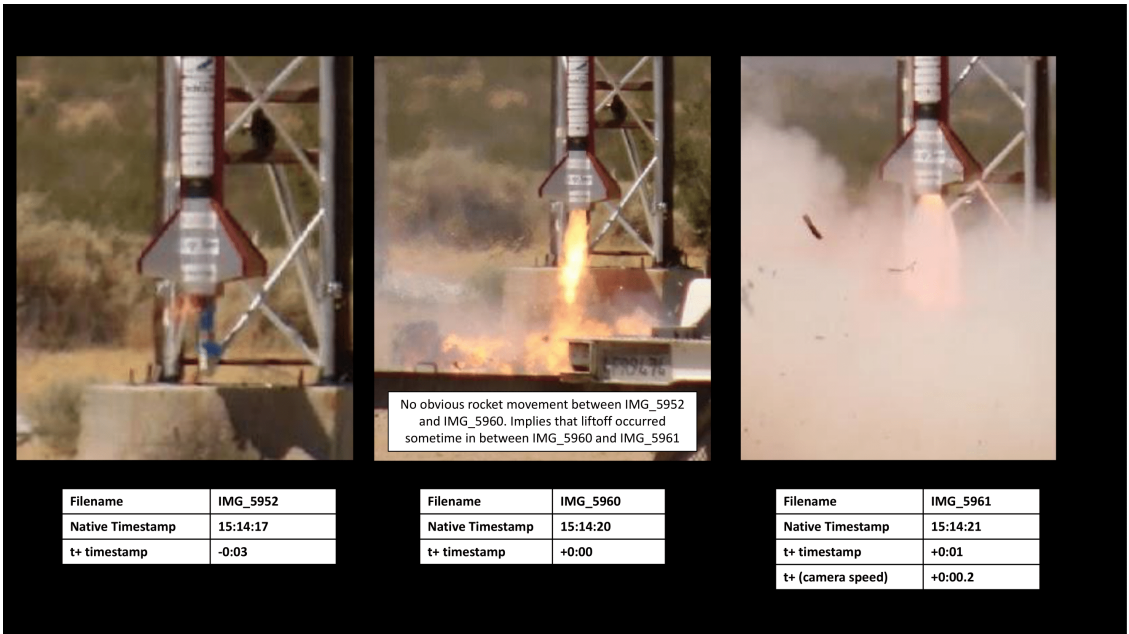 No obvious rocket movement between IMG_5952
and IMG_5960. Implies that liftoff occurred
sometime in between IMG_5960 and IMG_5961
Filename IMG_5952
Native Timestamp 15:14:17
t+ timestamp -0:03
Filename IMG_5960
Native Timestamp 15:14:20
t+ timestamp +0:00
Filename IMG_5961
Native Timestamp 15:14:21
t+ timestamp +0:01
t+ (camera speed) +0:00.2